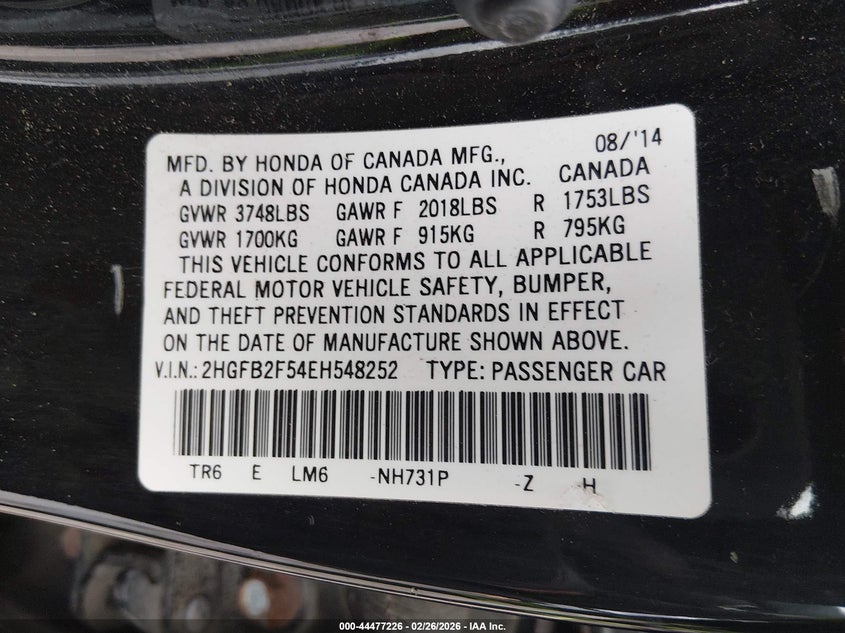 08/'14
MFD. BY HONDA OF CANADA MFG.,
A DIVISION OF HONDA CANADA INC. CANADA
GVWR 3748LBS GAWR F 2018LBS R 1753LBS
GVWR 1700KG GAWR F 915KG R 795KG
THIS VEHICLE CONFORMS TO ALL APPLICABLE
FEDERAL MOTOR VEHICLE SAFETY, BUMPER,
AND THEFT PREVENTION STANDARDS IN EFFECT
ON THE DATE OF MANUFACTURE SHOWN ABOVE.
V.I.N.: 2HGFB2F54EH548252 TYPE: PASSENGER CAR
TR6 E LM6 -NH731P -Z H
000-44477226 - 02/26/2026 - IAA Inc.